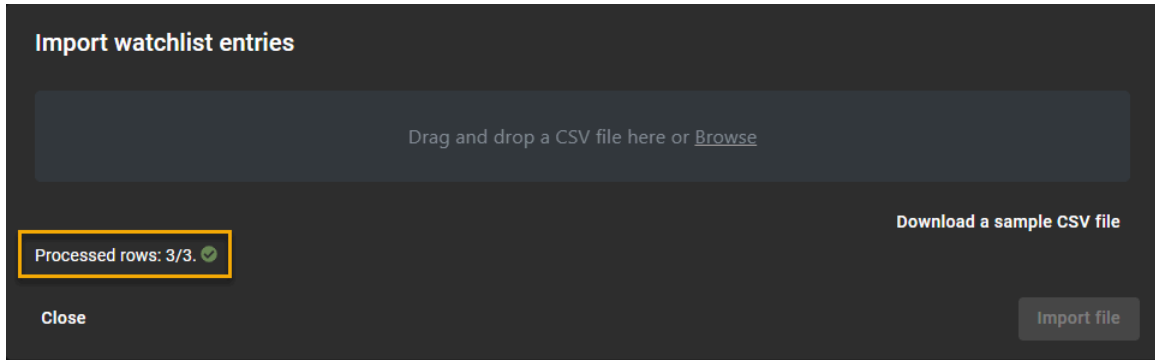 Import watchlist entries
Drag and drop a CSV file here or Browse
Download a sample CSV file
Processed rows: 3/3.
Close
Import file